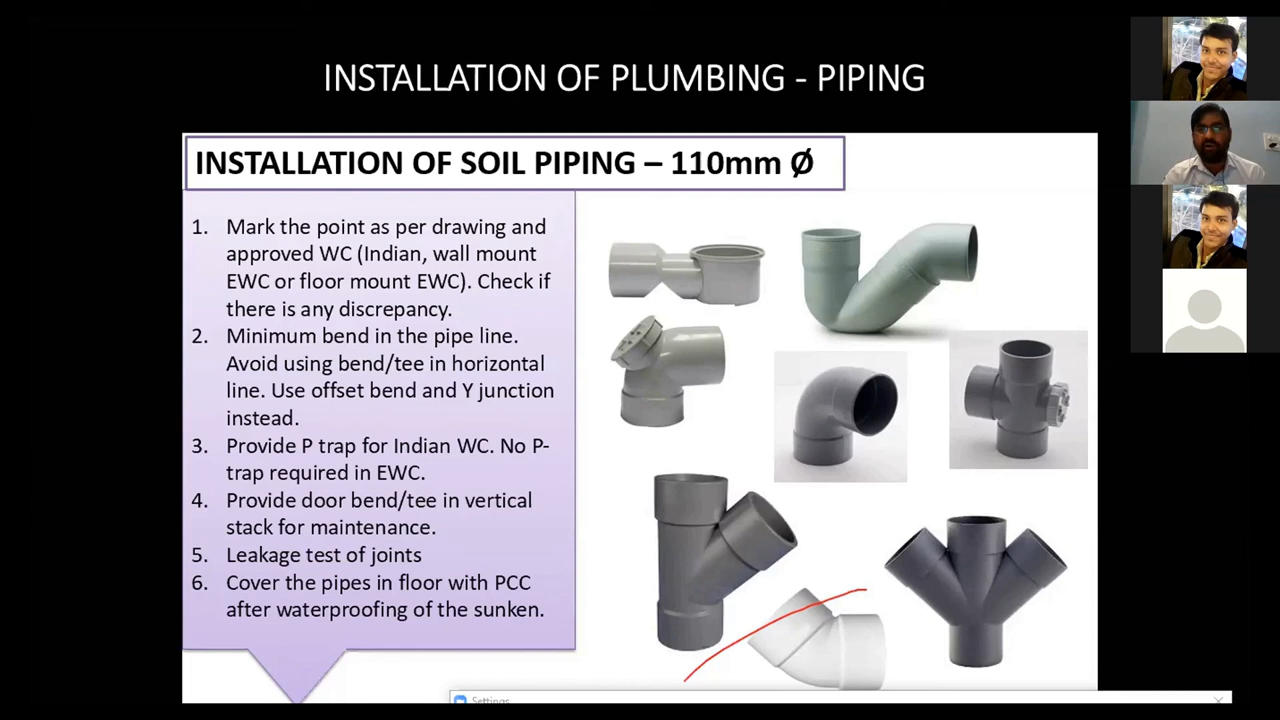 INSTALLATION OF PLUMBING - PIPING
INSTALLATION OF SOIL PIPING – 110mm Ø
1. Mark the point as per drawing and
approved WC (Indian, wall mount
EWC or floor mount EWC). Check if
there is any discrepancy.
2. Minimum bend in the pipe line.
Avoid using bend/tee in horizontal
line. Use offset bend and Y junction
instead.
3. Provide P trap for Indian WC. No P-
trap required in EWC.
4. Provide door bend/tee in vertical
stack for maintenance.
5. Leakage test of joints
6. Cover the pipes in floor with PCC
after waterproofing of the sunken.
Settings